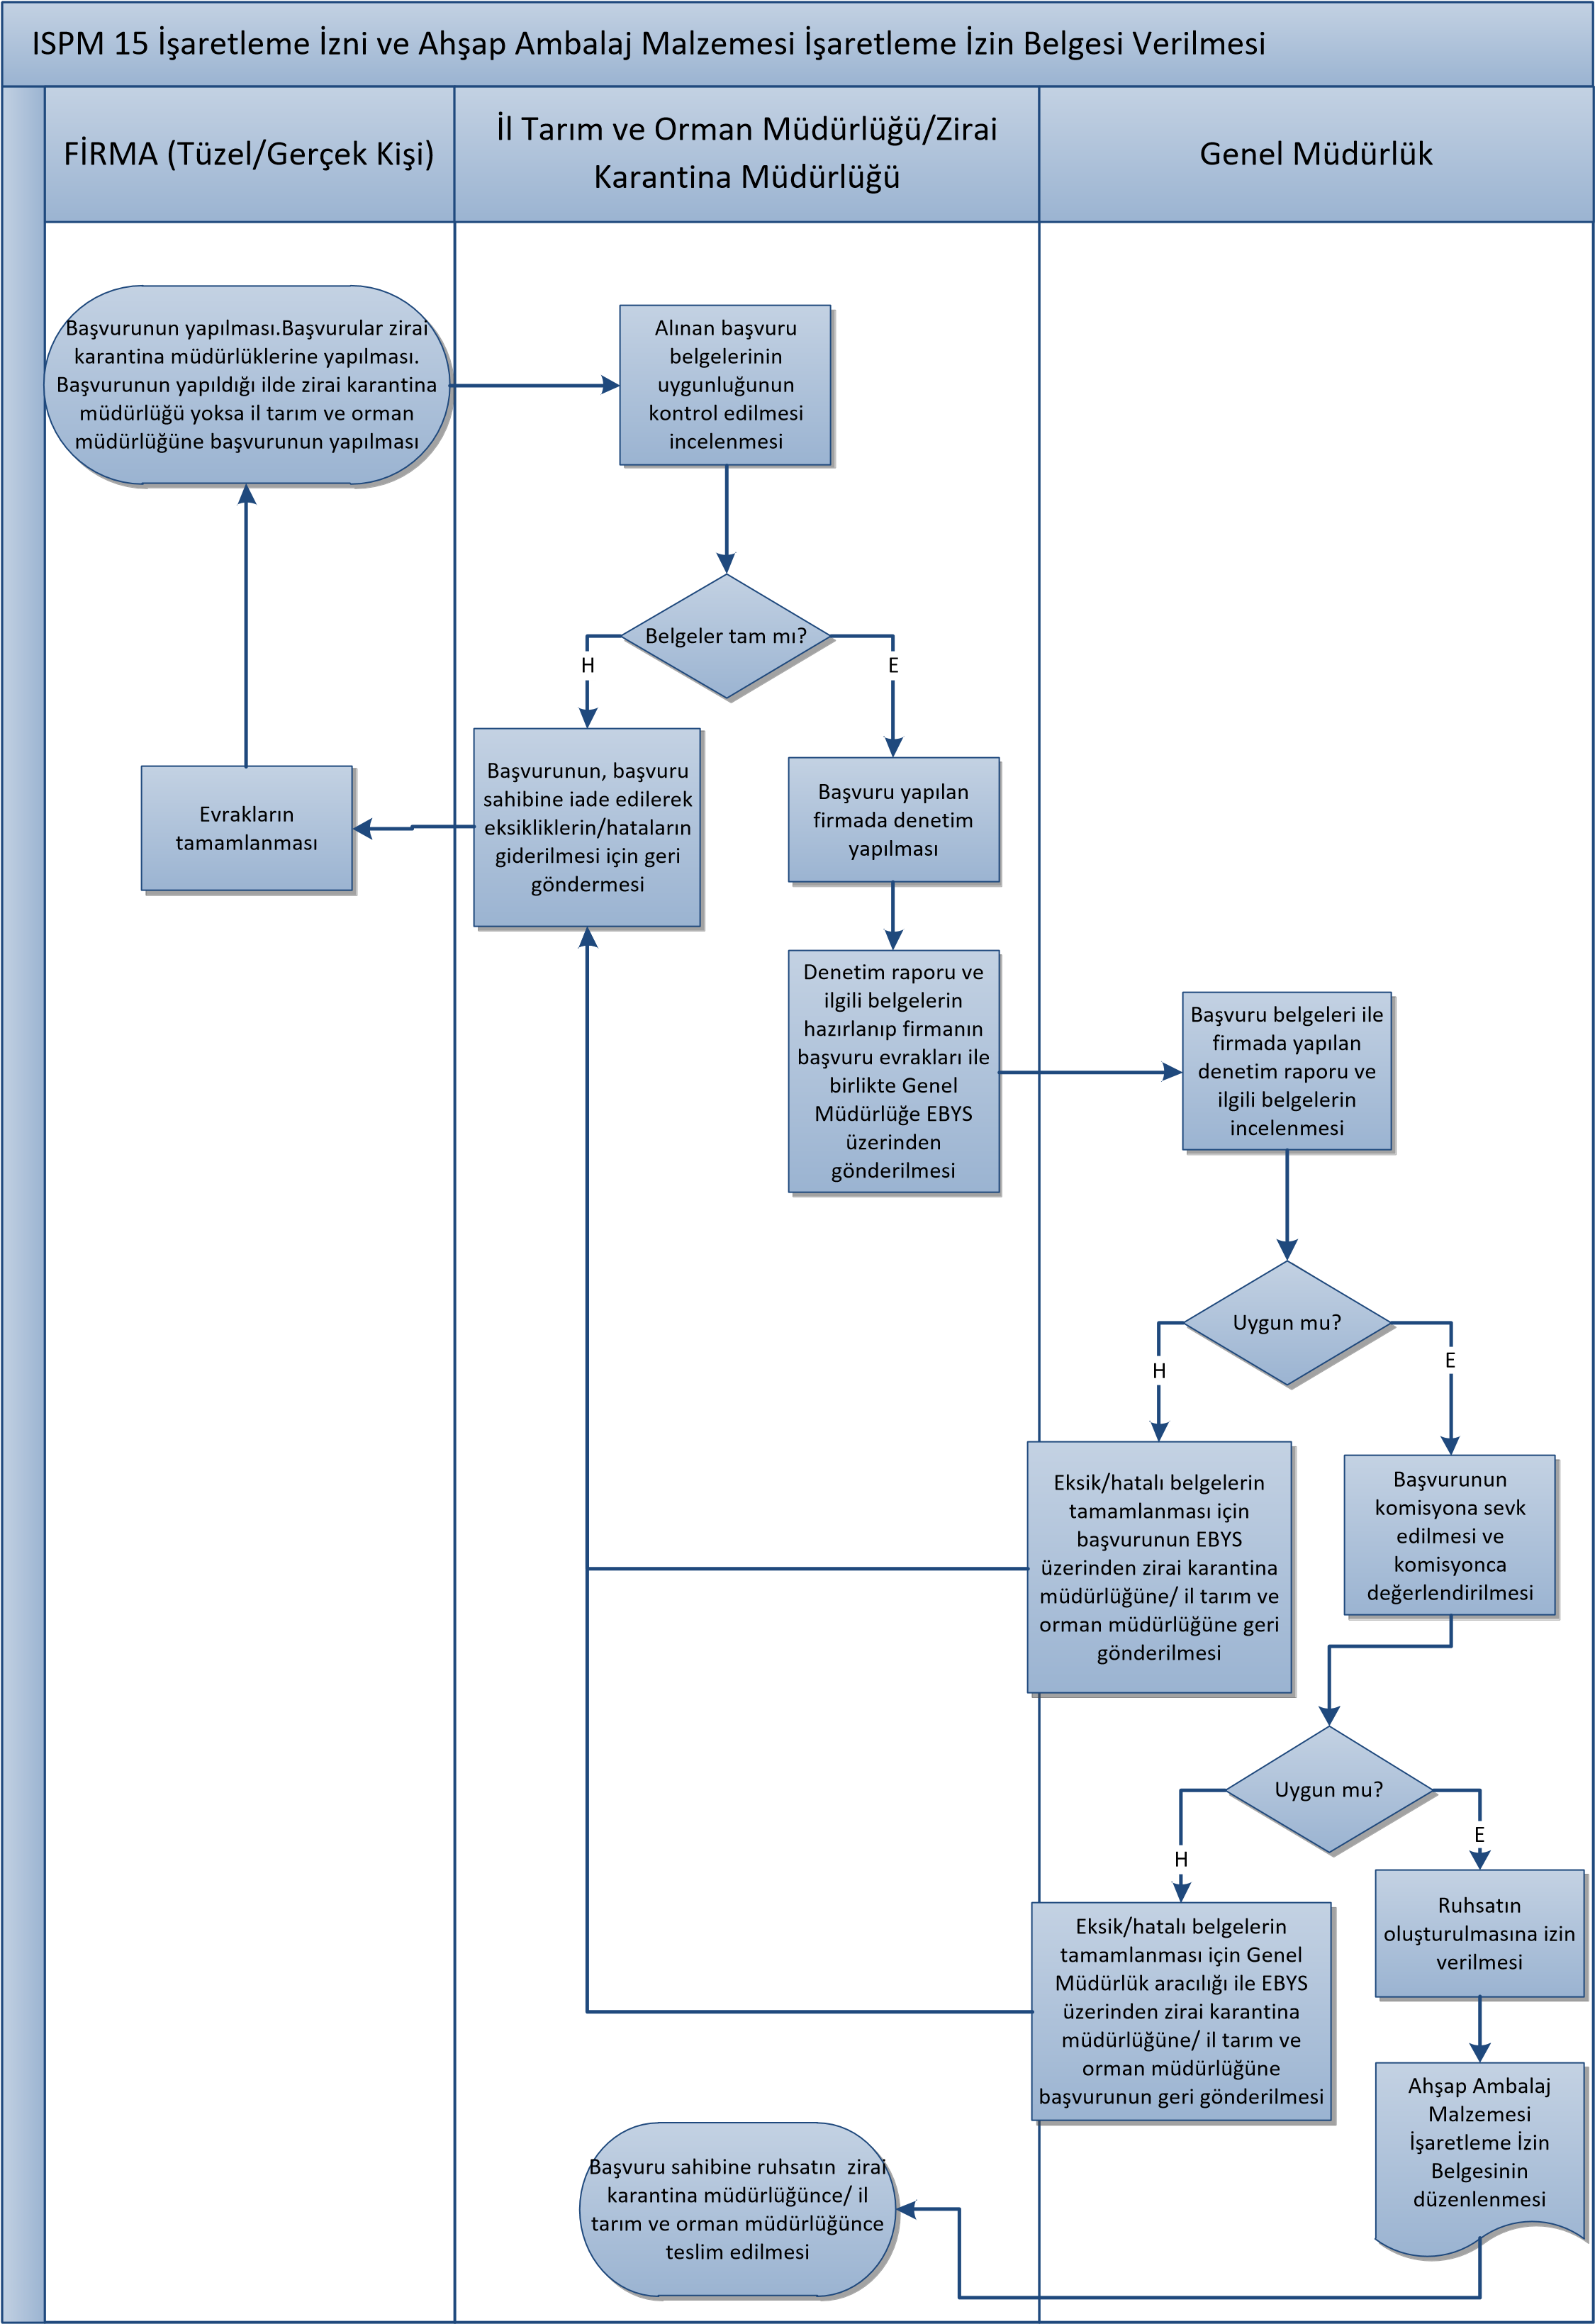 ISPM 15 İşaretleme İzni ve Ahşap Ambalaj Malzemesi İşaretleme İzin Belgesi Verilmesi
FİRMA (Tüzel/Gerçek Kişi)
İl Tarım ve Orman Müdürlüğü/Zirai
Karantina Müdürlüğü
Genel Müdürlük
Başvurunun yapılması.Başvurular zirai
karantina müdürlüklerine yapılması.
Başvurunun yapıldığı ilde zirai karantina
müdürlüğü yoksa il tarım ve orman
müdürlüğüne başvurunun yapılması
Alınan başvuru
belgelerinin
uygunluğunun
kontrol edilmesi
incelenmesi
Belgeler tam mı?
H
E
Başvurunun, başvuru
sahibine iade edilerek
eksikliklerin/hataların
giderilmesi için geri
göndermesi
Evrakların
tamamlanması
Başvuru yapılan
firmada denetim
yapılması
Denetim raporu ve
ilgili belgelerin
hazırlanıp firmanın
başvuru evrakları ile
birlikte Genel
Müdürlüğe EBYS
üzerinden
gönderilmesi
Başvuru belgeleri ile
firmada yapılan
denetim raporu ve
ilgili belgelerin
incelenmesi
Uygun mu?
H
E
Eksik/hatalı belgelerin
tamamlanması için
başvurunun EBYS
üzerinden zirai karantina
müdürlüğüne/ il tarım ve
orman müdürlüğüne geri
gönderilmesi
Başvurunun
komisyona sevk
edilmesi ve
komisyonca
değerlendirilmesi
Uygun mu?
H
E
Eksik/hatalı belgelerin
tamamlanması için Genel
Müdürlük aracılığı ile EBYS
üzerinden zirai karantina
müdürlüğüne/ il tarım ve
orman müdürlüğüne
başvurunun geri gönderilmesi
Ruhsatın
oluşturulmasına izin
verilmesi
Ahşap Ambalaj
Malzemesi
İşaretleme İzin
Belgesinin
düzenlenmesi
Başvuru sahibine ruhsatın  zirai
karantina müdürlüğünce/ il
tarım ve orman müdürlüğünce
teslim edilmesi